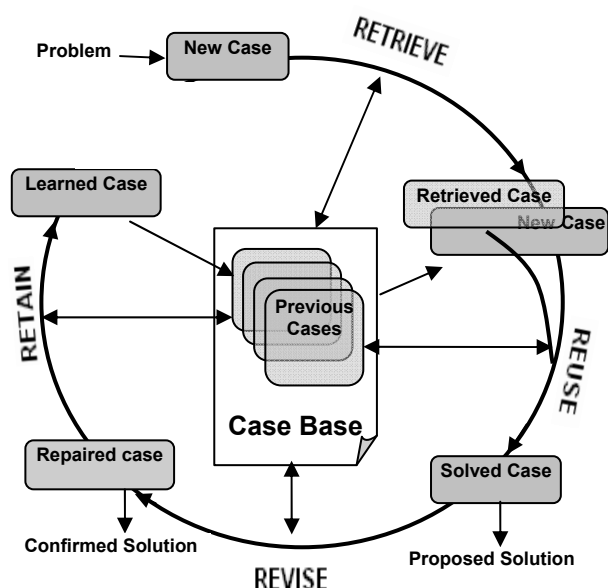 RETRIEVE
Problem
New Case
Learned Case
Retrieved Case
New Case
Previous
Cases
RETAIN
REUSE
Case Base
Repaired case
Solved Case
Confirmed Solution
Proposed Solution
REVISE